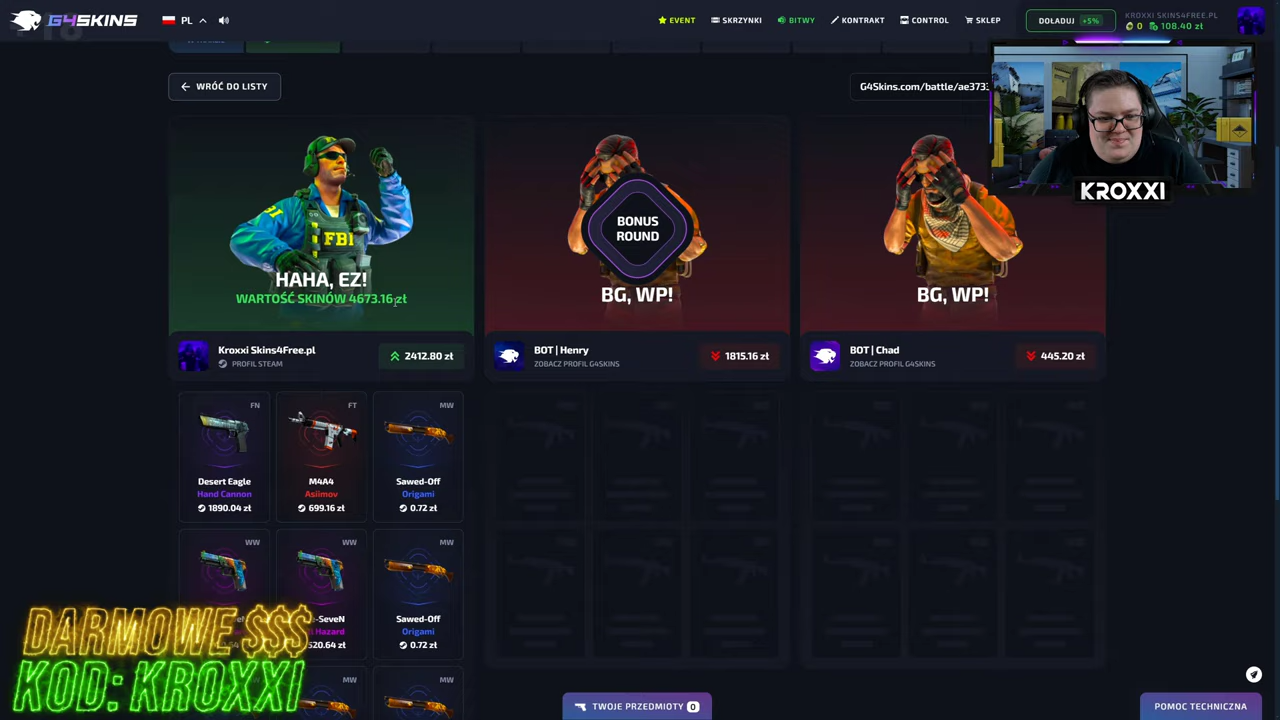 G4SKINS
PL
EVENT
SKRZYNKI
BITWY
KONTRAKT
CONTROL
SKLEP
DOŁADUJ +5%
KROXXI SKINS4FREE.PL
0 108.40 zł
WRÓĆ DO LISTY
G4Skins.com/battle/ae373
KROXXI
FBI
HAHA, EZ!
WARTOŚĆ SKINÓW 4673.16 zł
BONUS
ROUND
BG, WP!
BG, WP!
Kroxxi Skins4Free.pl
PROFIL STEAM
2412.80 zł
BOT | Henry
ZOBACZ PROFIL G4SKINS
1815.16 zł
BOT | Chad
ZOBACZ PROFIL G4SKINS
445.20 zł
FN
Desert Eagle
Hand Cannon
1890.04 zł
FT
M4A4
Asiimov
699.16 zł
MW
Sawed-Off
Origami
0.72 zł
WW
WW
-SeveN
Hazard
520.64 zł
MW
Sawed-Off
Origami
0.72 zł
MW
MW
MW
DARMOWE $$$
KOD: KROXXI
TWOJE PRZEDMIOTY 0
POMOC TECHNICZNA